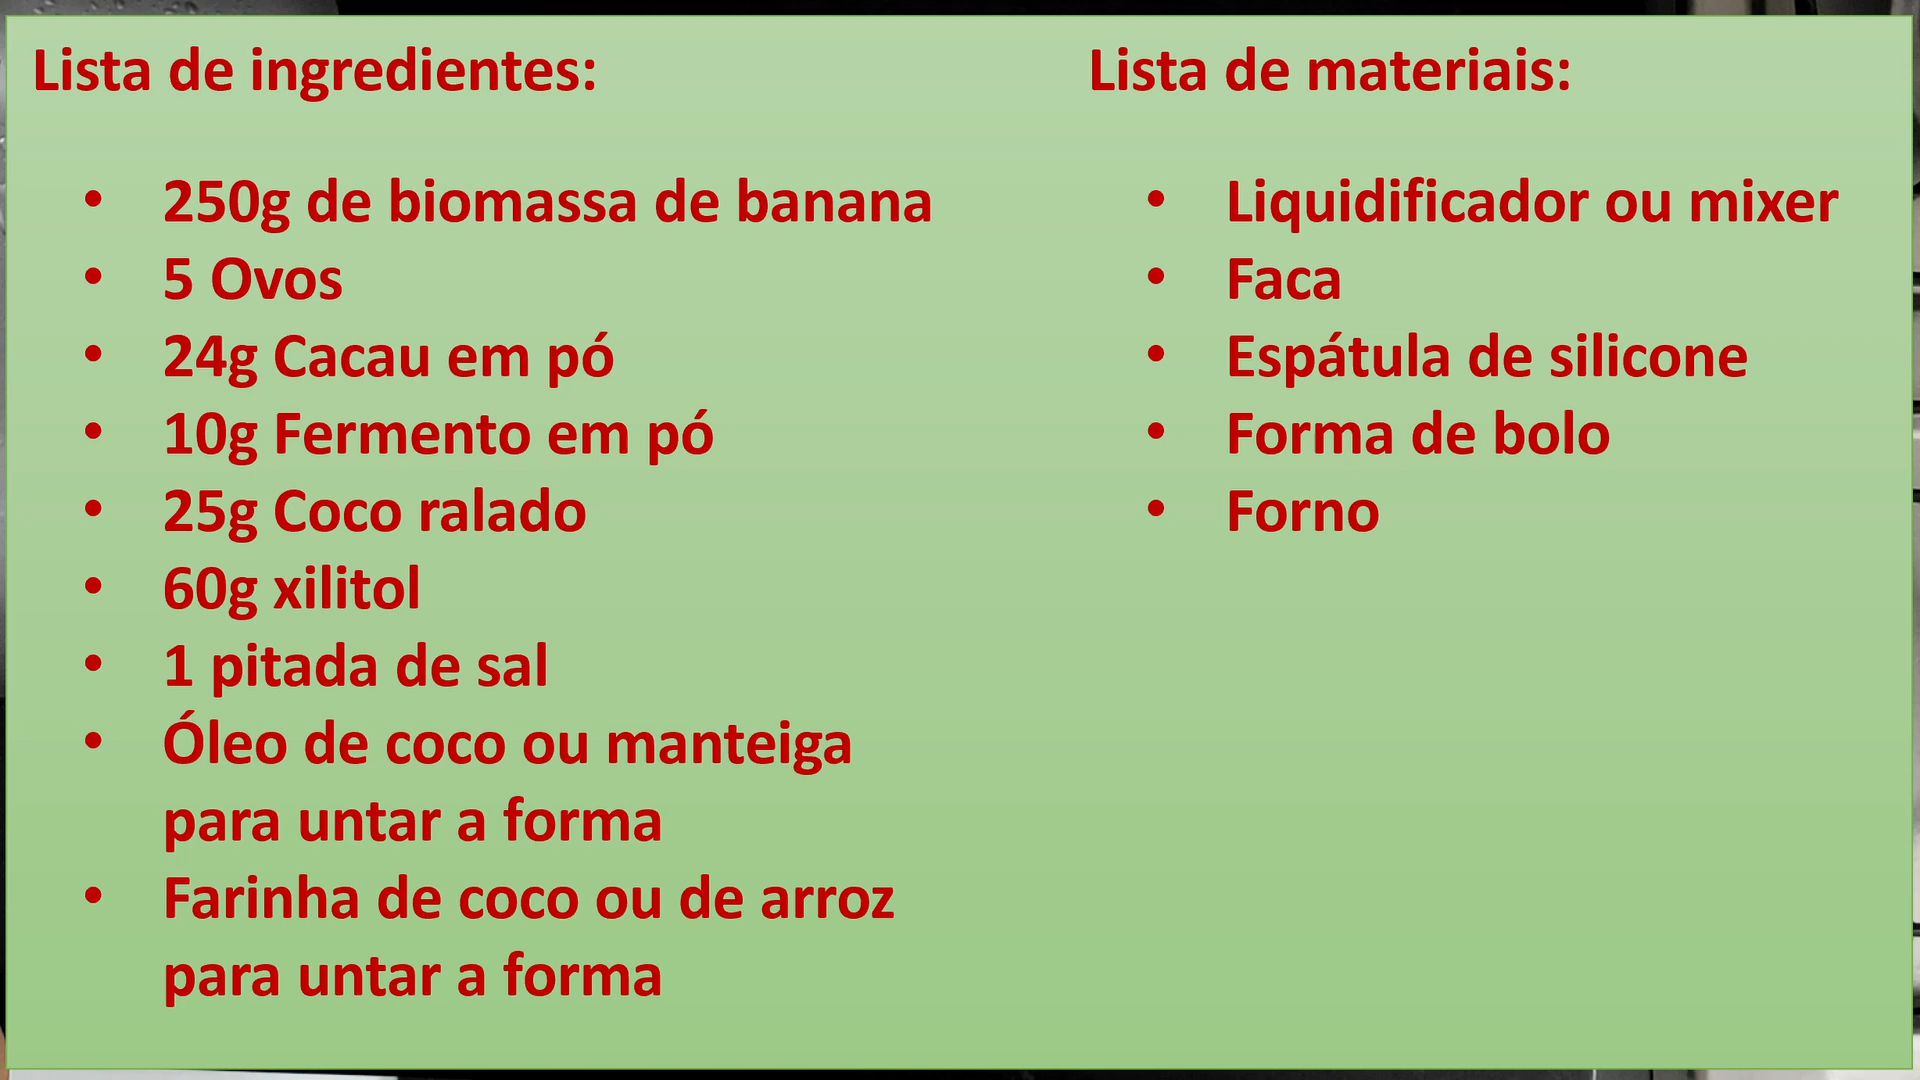 Lista de ingredientes:
• 250g de biomassa de banana
• 5 Ovos
• 24g Cacau em pó
• 10g Fermento em pó
• 25g Coco ralado
• 60g xilitol
• 1 pitada de sal
• Óleo de coco ou manteiga
para untar a forma
• Farinha de coco ou de arroz
para untar a forma
Lista de materiais:
• Liquidificador ou mixer
• Faca
• Espátula de silicone
• Forma de bolo
• Forno